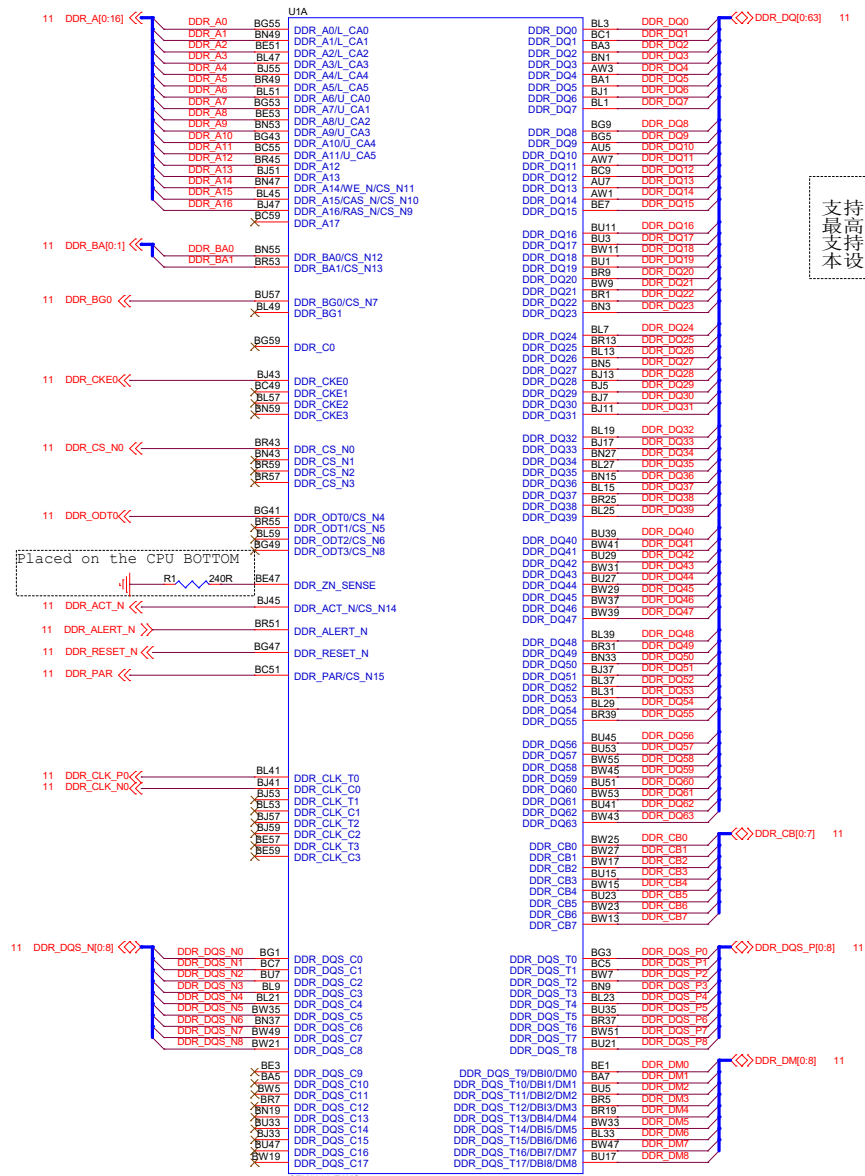 U1A
11 DDR_A[0:16]
DDR_A0 BG55 DDR_A0/L_CA0
DDR_A1 BN49 DDR_A1/L_CA1
DDR_A2 BE51 DDR_A2/L_CA2
DDR_A3 BL47 DDR_A3/L_CA3
DDR_A4 BJ55 DDR_A4/L_CA4
DDR_A5 BR49 DDR_A5/L_CA5
DDR_A6 BL51 DDR_A6/U_CA0
DDR_A7 BG53 DDR_A7/U_CA1
DDR_A8 BE53 DDR_A8/U_CA2
DDR_A9 BN53 DDR_A9/U_CA3
DDR_A10 BG43 DDR_A10/U_CA4
DDR_A11 BC55 DDR_A11/U_CA5
DDR_A12 BR45 DDR_A12
DDR_A13 BJ51 DDR_A13
DDR_A14 BN47 DDR_A14/WE_N/CS_N11
DDR_A15 BL45 DDR_A15/CAS_N/CS_N10
DDR_A16 BJ47 DDR_A16/RAS_N/CS_N9
BC59 DDR_A17
11 DDR_BA[0:1]
DDR_BA0 BN55 DDR_BA0/CS_N12
DDR_BA1 BR53 DDR_BA1/CS_N13
11 DDR_BG0 BU57 DDR_BG0/CS_N7
BL49 DDR_BG1
BG59 DDR_C0
11 DDR_CKE0 BJ43 DDR_CKE0
BC49 DDR_CKE1
BL57 DDR_CKE2
BN59 DDR_CKE3
11 DDR_CS_N0 BR43 DDR_CS_N0
BN43 DDR_CS_N1
BR59 DDR_CS_N2
BR57 DDR_CS_N3
11 DDR_ODT0 BG41 DDR_ODT0/CS_N4
BR55 DDR_ODT1/CS_N5
BL59 DDR_ODT2/CS_N6
BG49 DDR_ODT3/CS_N8
Placed on the CPU BOTTOM
R1 240R BE47 DDR_ZN_SENSE
11 DDR_ACT_N BJ45 DDR_ACT_N/CS_N14
11 DDR_ALERT_N BR51 DDR_ALERT_N
11 DDR_RESET_N BG47 DDR_RESET_N
11 DDR_PAR BC51 DDR_PAR/CS_N15
11 DDR_CLK_P0 BL41 DDR_CLK_T0
11 DDR_CLK_N0 BJ41 DDR_CLK_C0
BJ53 DDR_CLK_T1
BL53 DDR_CLK_C1
BJ57 DDR_CLK_T2
BJ59 DDR_CLK_C2
BE57 DDR_CLK_T3
BE59 DDR_CLK_C3
11 DDR_DQS_N[0:8]
DDR_DQS_N0 BG1 DDR_DQS_C0
DDR_DQS_N1 BC7 DDR_DQS_C1
DDR_DQS_N2 BU7 DDR_DQS_C2
DDR_DQS_N3 BL9 DDR_DQS_C3
DDR_DQS_N4 BL21 DDR_DQS_C4
DDR_DQS_N5 BW35 DDR_DQS_C5
DDR_DQS_N6 BN37 DDR_DQS_C6
DDR_DQS_N7 BW49 DDR_DQS_C7
DDR_DQS_N8 BW21 DDR_DQS_C8
BE3 DDR_DQS_C9
BA5 DDR_DQS_C10
BW5 DDR_DQS_C11
BR7 DDR_DQS_C12
BN19 DDR_DQS_C13
BU33 DDR_DQS_C14
BJ33 DDR_DQS_C15
BU47 DDR_DQS_C16
BW19 DDR_DQS_C17
DDR_DQ[0:63] 11
DDR_DQ0 BL3 DDR_DQ0
DDR_DQ1 BC1 DDR_DQ1
DDR_DQ2 BA3 DDR_DQ2
DDR_DQ3 BN1 DDR_DQ3
DDR_DQ4 AW3 DDR_DQ4
DDR_DQ5 BA1 DDR_DQ5
DDR_DQ6 BJ1 DDR_DQ6
DDR_DQ7 BL1 DDR_DQ7
DDR_DQ8 BG9 DDR_DQ8
DDR_DQ9 BG5 DDR_DQ9
DDR_DQ10 AU5 DDR_DQ10
DDR_DQ11 AW7 DDR_DQ11
DDR_DQ12 BC9 DDR_DQ12
DDR_DQ13 AU7 DDR_DQ13
DDR_DQ14 AW1 DDR_DQ14
DDR_DQ15 BE7 DDR_DQ15
DDR_DQ16 BU11 DDR_DQ16
DDR_DQ17 BU3 DDR_DQ17
DDR_DQ18 BW11 DDR_DQ18
DDR_DQ19 BU1 DDR_DQ19
DDR_DQ20 BR9 DDR_DQ20
DDR_DQ21 BW9 DDR_DQ21
DDR_DQ22 BR1 DDR_DQ22
DDR_DQ23 BN3 DDR_DQ23
DDR_DQ24 BL7 DDR_DQ24
DDR_DQ25 BR13 DDR_DQ25
DDR_DQ26 BL13 DDR_DQ26
DDR_DQ27 BN5 DDR_DQ27
DDR_DQ28 BJ13 DDR_DQ28
DDR_DQ29 BJ5 DDR_DQ29
DDR_DQ30 BJ7 DDR_DQ30
DDR_DQ31 BJ11 DDR_DQ31
DDR_DQ32 BL19 DDR_DQ32
DDR_DQ33 BJ17 DDR_DQ33
DDR_DQ34 BN27 DDR_DQ34
DDR_DQ35 BL27 DDR_DQ35
DDR_DQ36 BN15 DDR_DQ36
DDR_DQ37 BL15 DDR_DQ37
DDR_DQ38 BR25 DDR_DQ38
DDR_DQ39 BL25 DDR_DQ39
DDR_DQ40 BU39 DDR_DQ40
DDR_DQ41 BW41 DDR_DQ41
DDR_DQ42 BU29 DDR_DQ42
DDR_DQ43 BW31 DDR_DQ43
DDR_DQ44 BU27 DDR_DQ44
DDR_DQ45 BW29 DDR_DQ45
DDR_DQ46 BW37 DDR_DQ46
DDR_DQ47 BW39 DDR_DQ47
DDR_DQ48 BL39 DDR_DQ48
DDR_DQ49 BR31 DDR_DQ49
DDR_DQ50 BN33 DDR_DQ50
DDR_DQ51 BJ37 DDR_DQ51
DDR_DQ52 BL37 DDR_DQ52
DDR_DQ53 BL31 DDR_DQ53
DDR_DQ54 BL29 DDR_DQ54
DDR_DQ55 BR39 DDR_DQ55
DDR_DQ56 BU45 DDR_DQ56
DDR_DQ57 BU53 DDR_DQ57
DDR_DQ58 BW55 DDR_DQ58
DDR_DQ59 BW45 DDR_DQ59
DDR_DQ60 BU51 DDR_DQ60
DDR_DQ61 BW53 DDR_DQ61
DDR_DQ62 BU41 DDR_DQ62
DDR_DQ63 BW43 DDR_DQ63
DDR_CB[0:7] 11
DDR_CB0 BW25 DDR_CB0
DDR_CB1 BW27 DDR_CB1
DDR_CB2 BW17 DDR_CB2
DDR_CB3 BU15 DDR_CB3
DDR_CB4 BW15 DDR_CB4
DDR_CB5 BU23 DDR_CB5
DDR_CB6 BW23 DDR_CB6
DDR_CB7 BW13 DDR_CB7
DDR_DQS_P[0:8] 11
DDR_DQS_T0 BG3 DDR_DQS_P0
DDR_DQS_T1 BC5 DDR_DQS_P1
DDR_DQS_T2 BW7 DDR_DQS_P2
DDR_DQS_T3 BN9 DDR_DQS_P3
DDR_DQS_T4 BL23 DDR_DQS_P4
DDR_DQS_T5 BU35 DDR_DQS_P5
DDR_DQS_T6 BR37 DDR_DQS_P6
DDR_DQS_T7 BW51 DDR_DQS_P7
DDR_DQS_T8 BU21 DDR_DQS_P8
DDR_DM[0:8] 11
DDR_DQS_T9/DBI0/DM0 BE1 DDR_DM0
DDR_DQS_T10/DBI1/DM1 BA7 DDR_DM1
DDR_DQS_T11/DBI2/DM2 BU5 DDR_DM2
DDR_DQS_T12/DBI3/DM3 BR5 DDR_DM3
DDR_DQS_T13/DBI4/DM4 BR19 DDR_DM4
DDR_DQS_T14/DBI5/DM5 BW33 DDR_DM5
DDR_DQS_T15/DBI6/DM6 BL33 DDR_DM6
DDR_DQS_T16/DBI7/DM7 BW47 DDR_DM7
DDR_DQS_T17/DBI8/DM8 BU17 DDR_DM8
支持
最高
支持
本设